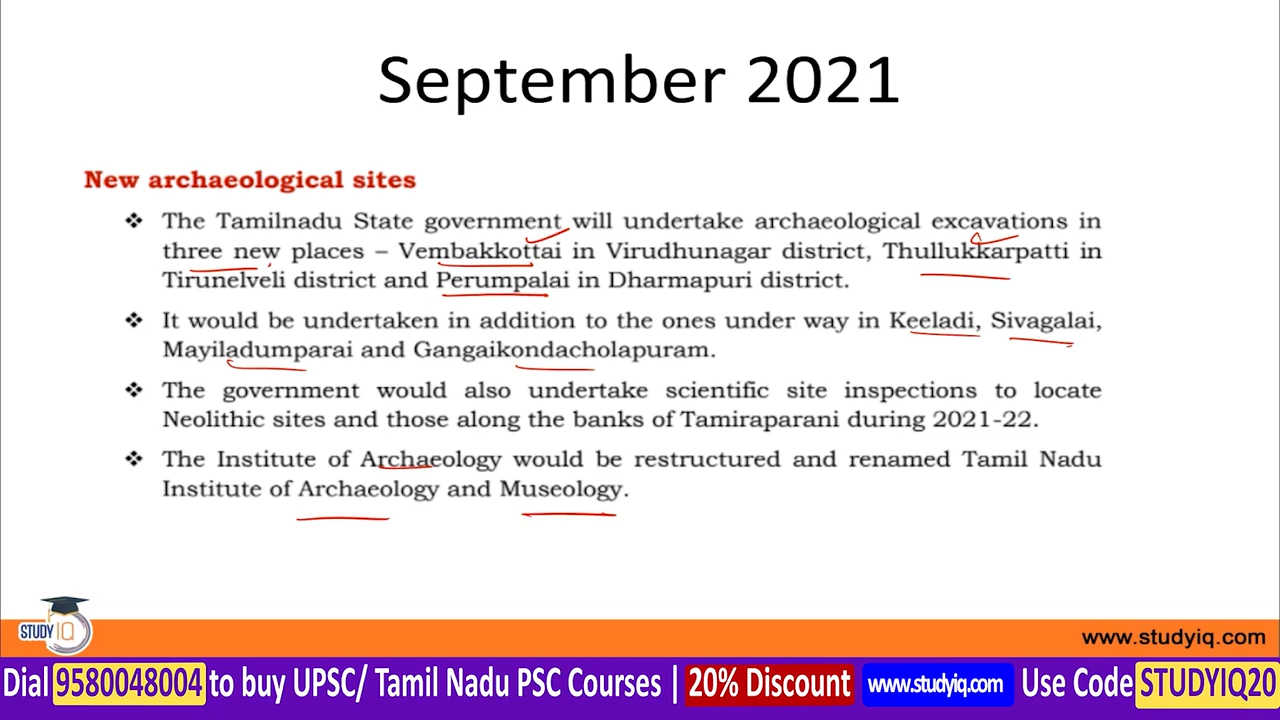 September 2021
New archaeological sites
❖ The Tamilnadu State government will undertake archaeological excavations in
three new places – Vembakkottai in Virudhunagar district, Thullukkarpatti in
Tirunelveli district and Perumpalai in Dharmapuri district.
❖ It would be undertaken in addition to the ones under way in Keeladi, Sivagalai,
Mayiladumparai and Gangaikondacholapuram.
❖ The government would also undertake scientific site inspections to locate
Neolithic sites and those along the banks of Tamiraparani during 2021-22.
❖ The Institute of Archaeology would be restructured and renamed Tamil Nadu
Institute of Archaeology and Museology.
STUDY IQ
www.studyiq.com
Dial 9580048004 to buy UPSC/ Tamil Nadu PSC Courses | 20% Discount www.studyiq.com Use Code STUDYIQ20